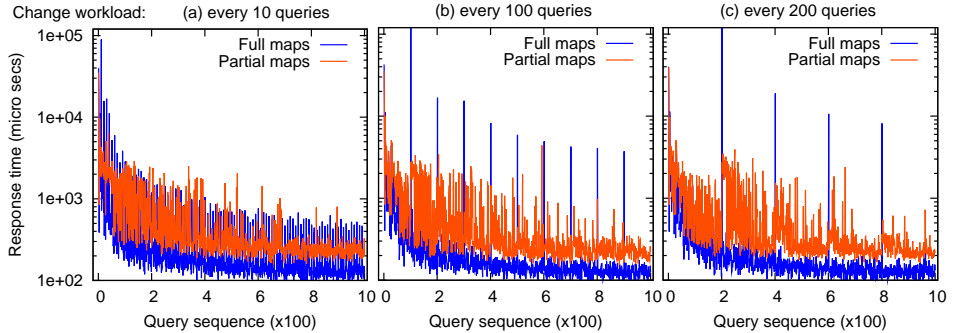 Change workload: (a) every 10 queries (b) every 100 queries (c) every 200 queries
Response time (micro secs)
1e+05
1e+04
1e+03
1e+02
Full maps
Partial maps
Full maps
Partial maps
Full maps
Partial maps
0 2 4 6 8 10
0 2 4 6 8 10
0 2 4 6 8 10
Query sequence (x100)
Query sequence (x100)
Query sequence (x100)